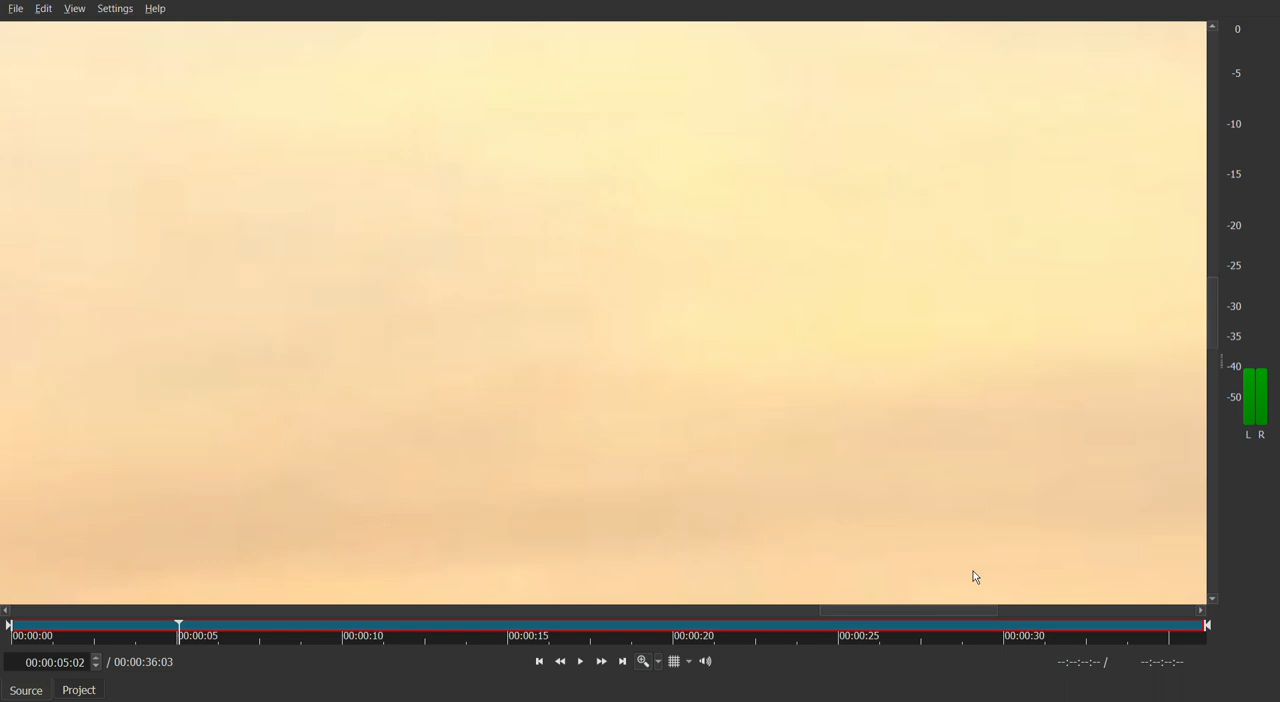 File Edit View Settings Help
0
-5
-10
-15
-20
-25
-30
-35
-40
-50
L R
00:00:00 00:00:05 00:00:10 00:00:15 00:00:20 00:00:25 00:00:30
00:00:05:02 / 00:00:36:03 --:--:--:-- / --:--:--:--
Source Project